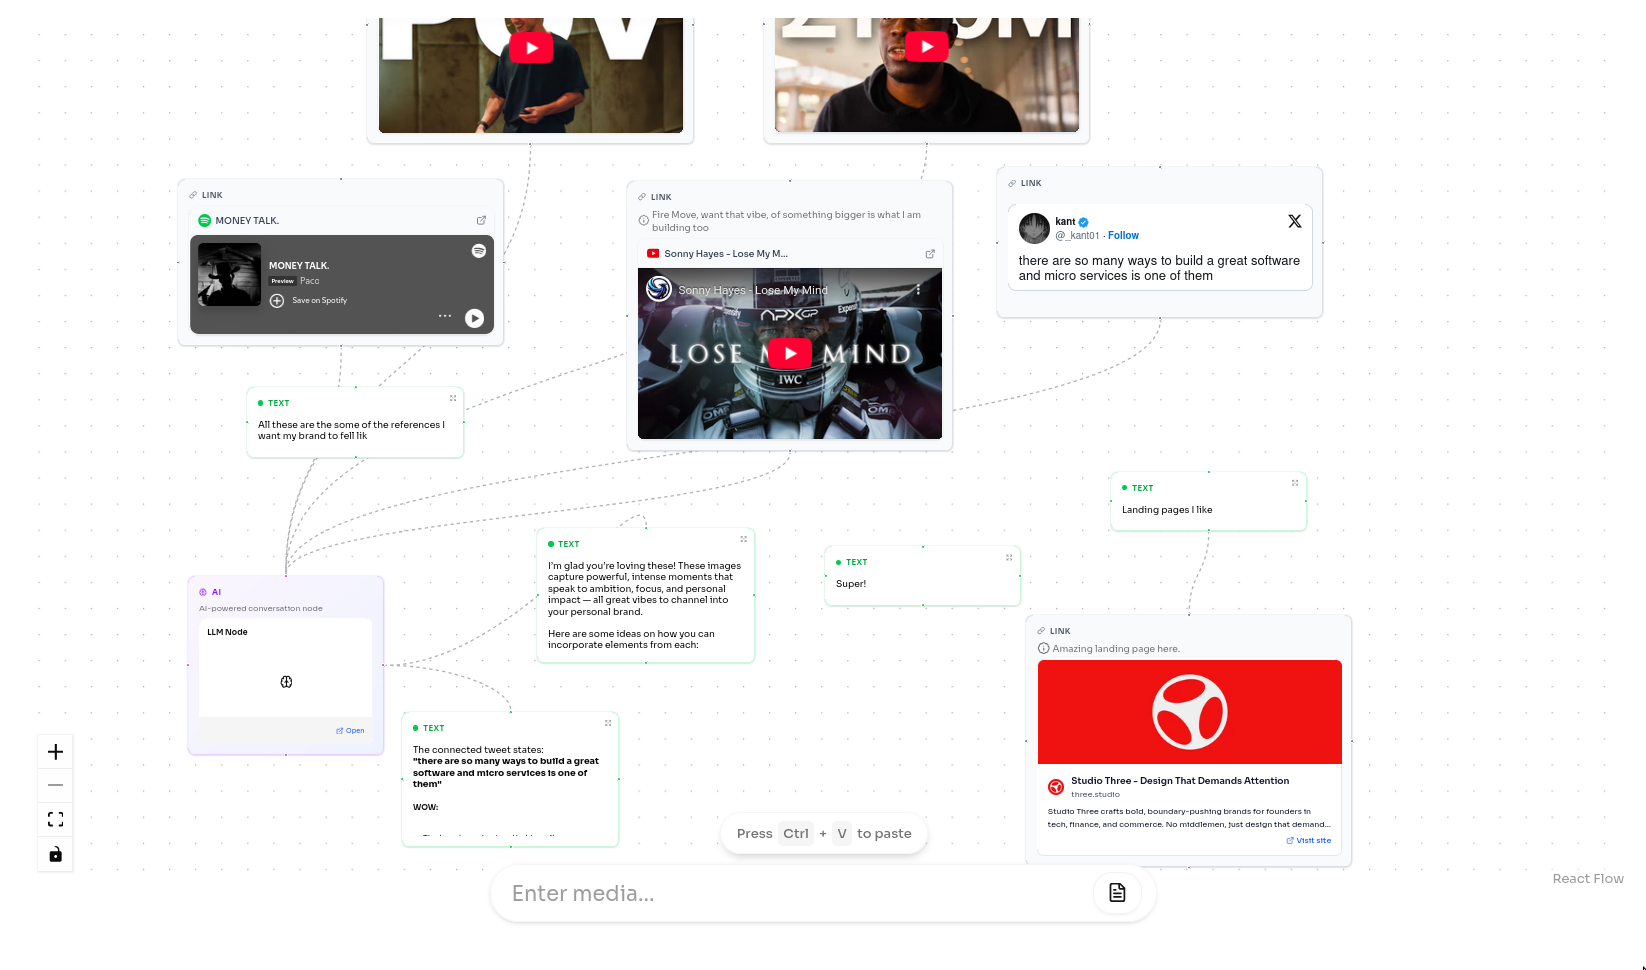 POV
LINK
MONEY TALK.
MONEY TALK.
Preview Paco
Save on Spotify
LINK
Fire Move, want that vibe, of something bigger is what I am
building too
Sonny Hayes - Lose My M...
Sonny Hayes - Lose My Mind
APXGP
LOSE MY MIND
IWC
LINK
kant
@_kant01 · Follow
there are so many ways to build a great software
and micro services is one of them
TEXT
All these are the some of the references I
want my brand to fell lik
TEXT
Landing pages I like
TEXT
I'm glad you're loving these! These images
capture powerful, intense moments that
speak to ambition, focus, and personal
impact — all great vibes to channel into
your personal brand.
Here are some ideas on how you can
incorporate elements from each:
TEXT
Super!
AI
AI-powered conversation node
LLM Node
Open
LINK
Amazing landing page here.
Studio Three - Design That Demands Attention
three.studio
Studio Three crafts bold, boundary-pushing brands for founders in
tech, finance, and commerce. No middlemen, just design that demand...
Visit site
TEXT
The connected tweet states:
"there are so many ways to build a great
software and micro services is one of
them"
WOW:
Press Ctrl + V to paste
Enter media...
React Flow